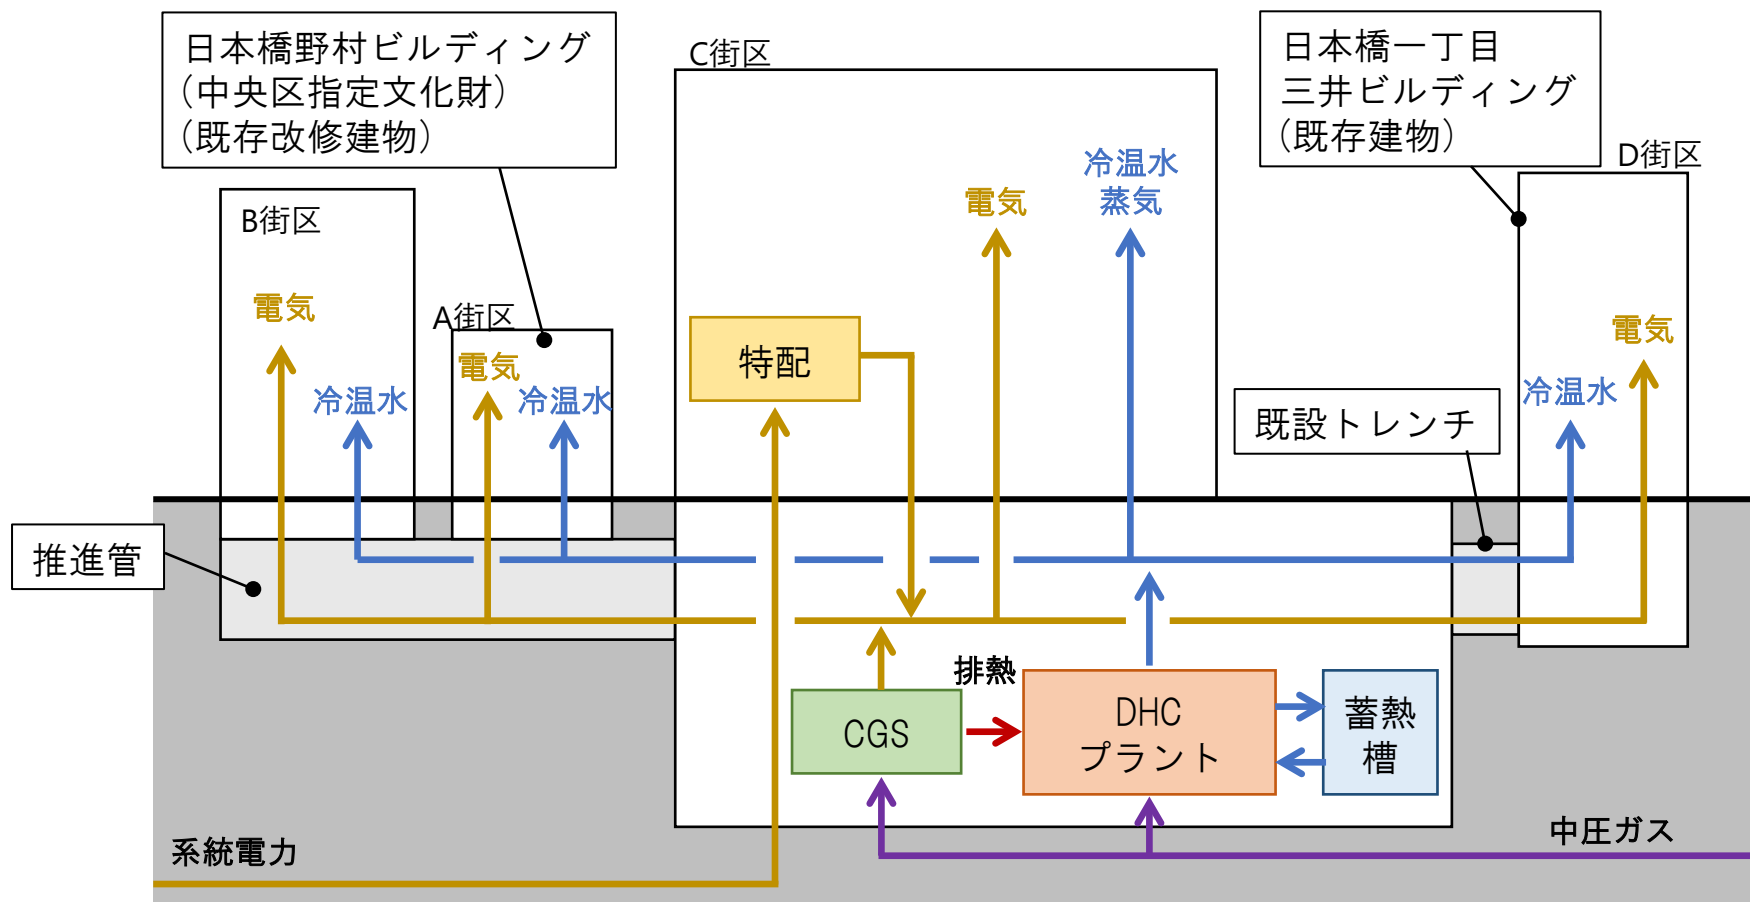 日本橋野村ビルディング
(中央区指定文化財)
(既存改修建物)
C街区
日本橋一丁目
三井ビルディング
(既存建物)
D街区
B街区
電気
冷温水
A街区
電気
冷温水
特配
電気
冷温水
蒸気
既設トレンチ
電気
冷温水
推進管
排熱
CGS
DHC
プラント
蓄熱
槽
系統電力
中圧ガス